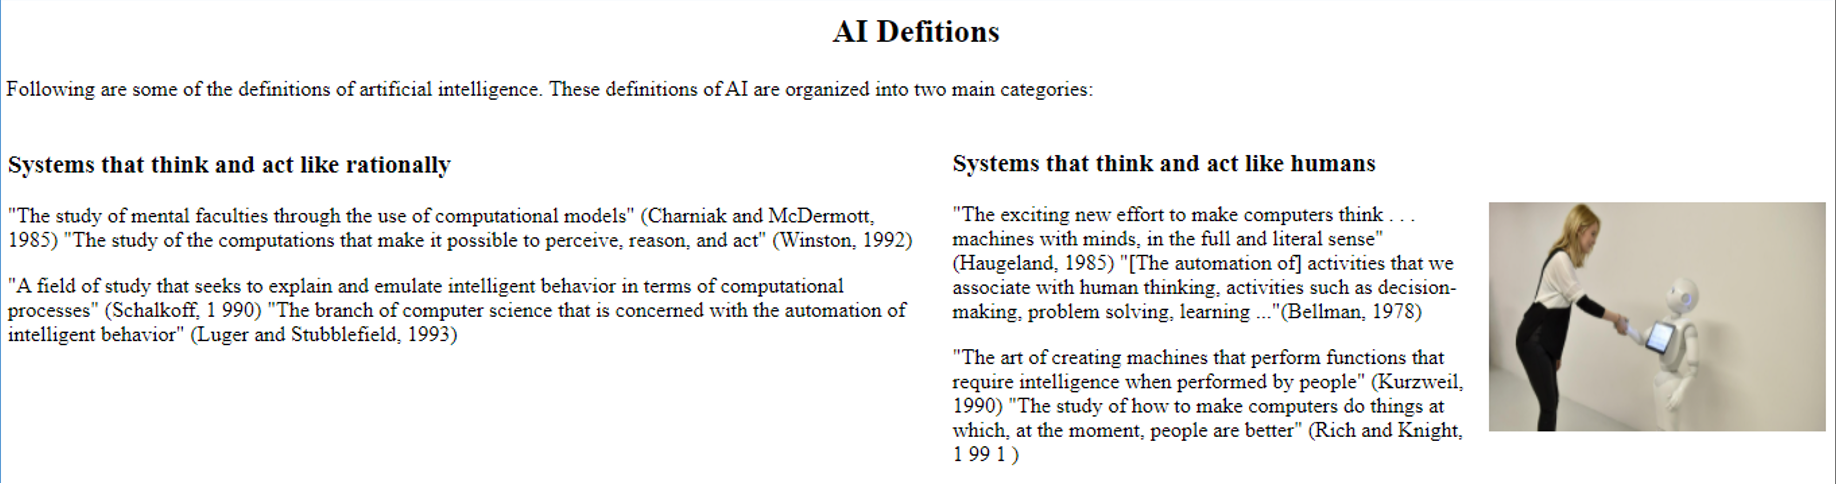 AI Defitions
Following are some of the definitions of artificial intelligence. These definitions of AI are organized into two main categories:
Systems that think and act like rationally
"The study of mental faculties through the use of computational models" (Charniak and McDermott,
1985) "The study of the computations that make it possible to perceive, reason, and act" (Winston, 1992)
"A field of study that seeks to explain and emulate intelligent behavior in terms of computational
processes" (Schalkoff, 1 990) "The branch of computer science that is concerned with the automation of
intelligent behavior" (Luger and Stubblefield, 1993)
Systems that think and act like humans
"The exciting new effort to make computers think . . .
machines with minds, in the full and literal sense"
(Haugeland, 1985) "[The automation of] activities that we
associate with human thinking, activities such as decision-
making, problem solving, learning ..."(Bellman, 1978)
"The art of creating machines that perform functions that
require intelligence when performed by people" (Kurzweil,
1990) "The study of how to make computers do things at
which, at the moment, people are better" (Rich and Knight,
1 99 1 )